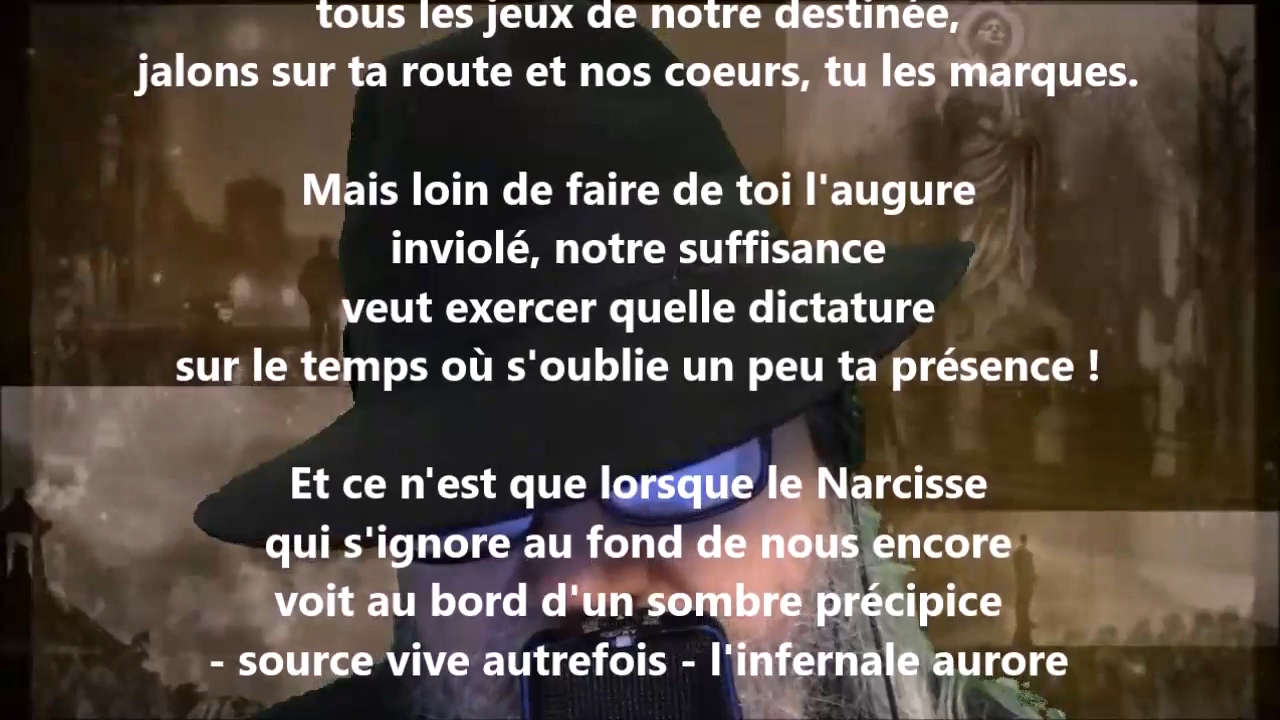 tous les jeux de notre destinée,
jalons sur ta route et nos coeurs, tu les marques.
Mais loin de faire de toi l'augure
inviolé, notre suffisance
veut exercer quelle dictature
sur le temps où s'oublie un peu ta présence !
Et ce n'est que lorsque le Narcisse
qui s'ignore au fond de nous encore
voit au bord d'un sombre précipice
- source vive autrefois - l'infernale aurore